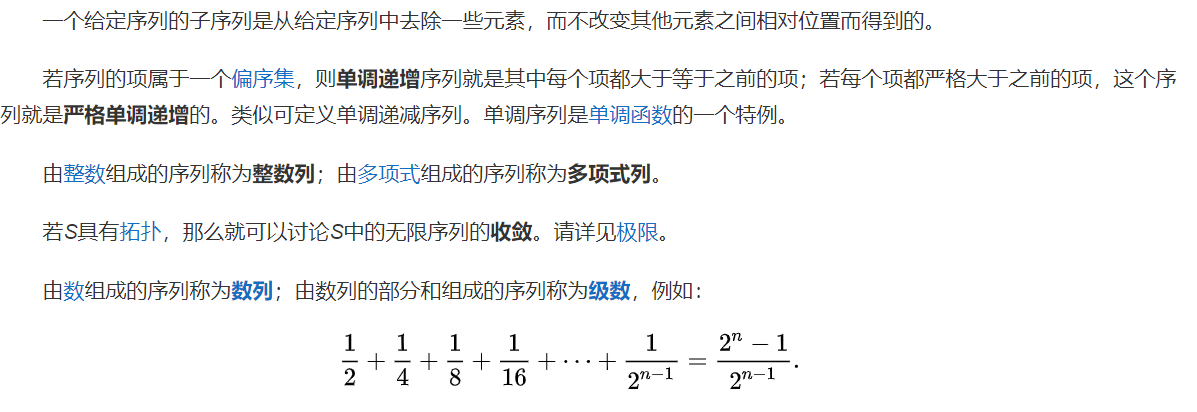 一个给定序列的子序列是从给定序列中去除一些元素，而不改变其他元素之间相对位置而得到的。
若序列的项属于一个偏序集，则单调递增序列就是其中每个项都大于等于之前的项；若每个项都严格大于之前的项，这个序
列就是严格单调递增的。类似可定义单调递减序列。单调序列是单调函数的一个特例。
由整数组成的序列称为整数列；由多项式组成的序列称为多项式列。
若S具有拓扑，那么就可以讨论S中的无限序列的收敛。请详见极限。
由数组成的序列称为数列；由数列的部分和组成的序列称为级数，例如：
\frac{1}{2}+\frac{1}{4}+\frac{1}{8}+\frac{1}{16}+\cdots+\frac{1}{2^{n-1}}=\frac{2^n-1}{2^{n-1}}.